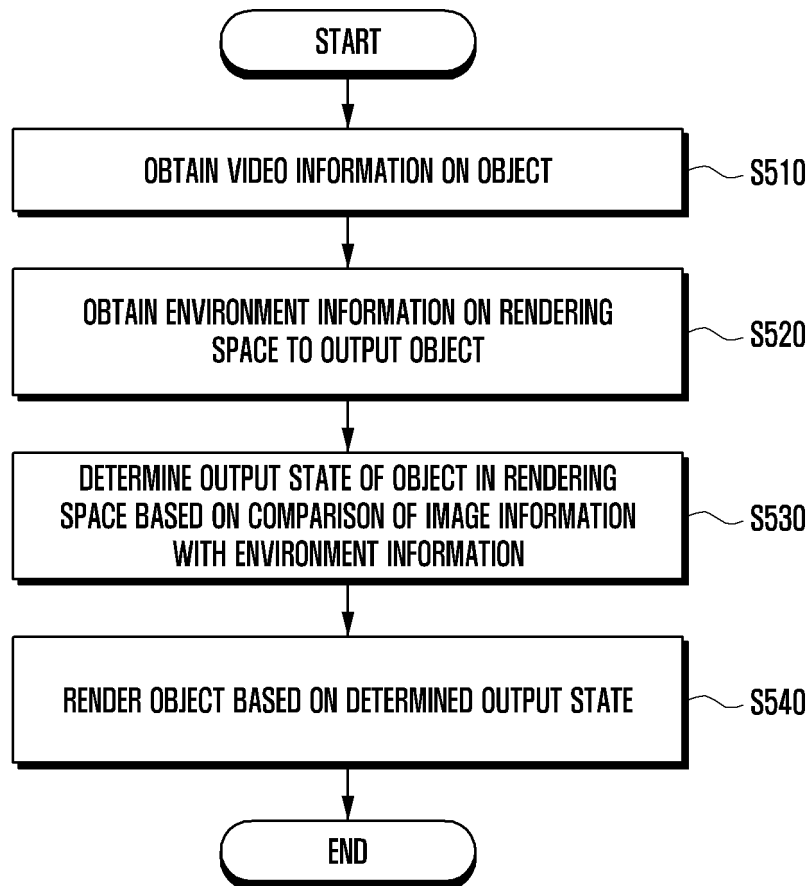 START
OBTAIN VIDEO INFORMATION ON OBJECT
S510
OBTAIN ENVIRONMENT INFORMATION ON RENDERING
SPACE TO OUTPUT OBJECT
S520
DETERMINE OUTPUT STATE OF OBJECT IN RENDERING
SPACE BASED ON COMPARISON OF IMAGE INFORMATION
WITH ENVIRONMENT INFORMATION
S530
RENDER OBJECT BASED ON DETERMINED OUTPUT STATE
S540
END